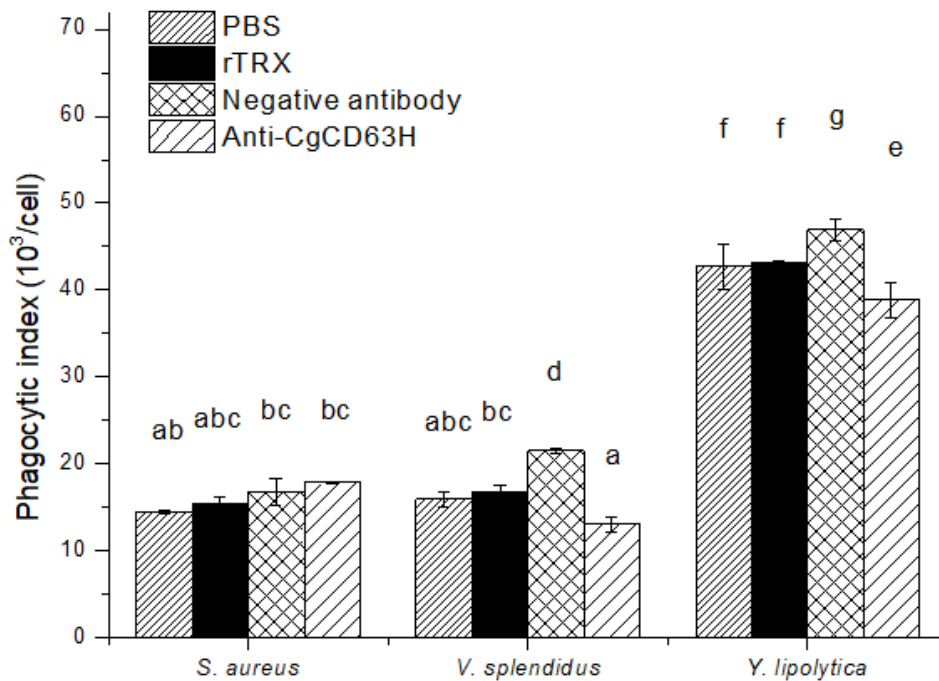 70
60
50
40
30
20
10
0
Phagocytic index (10³/cell)
PBS
rTRX
Negative antibody
Anti-CgCD63H
ab
abc
bc
bc
abc
bc
d
a
f
f
g
e
S. aureus
V. splendidus
Y. lipolytica